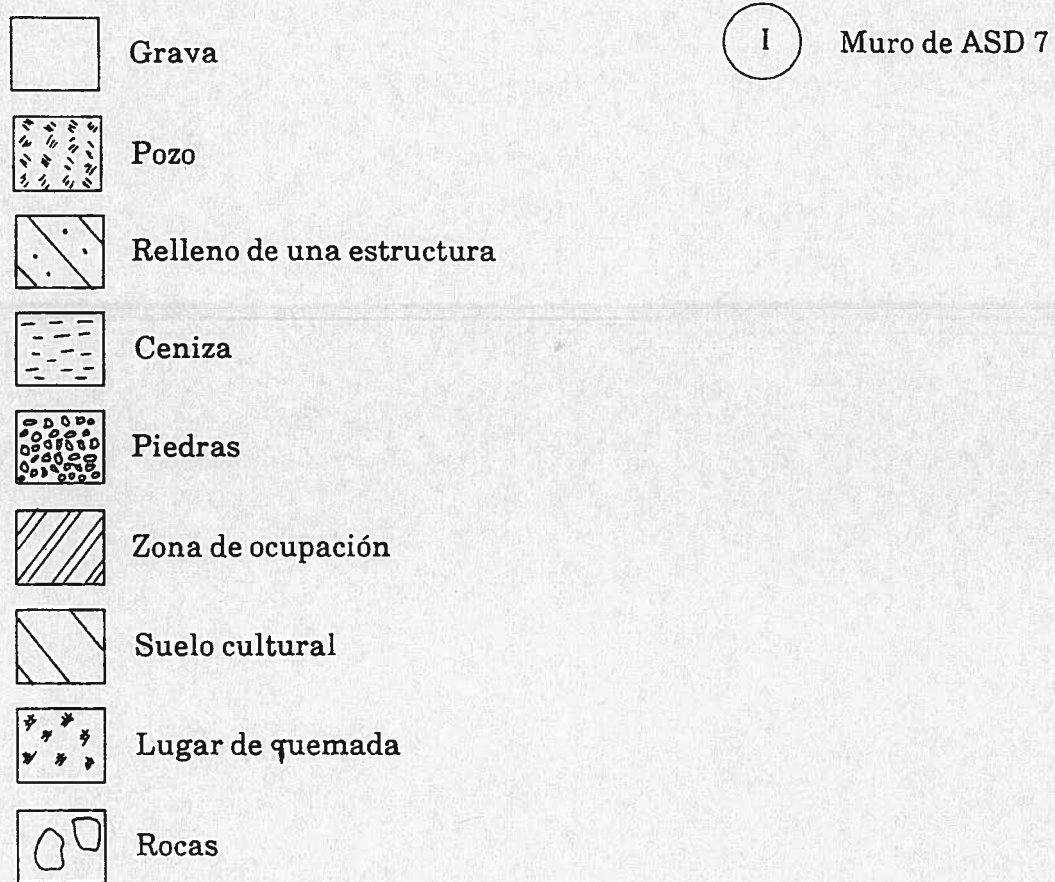 Grava
Pozo
Relleno de una estructura
Ceniza
Piedras
Zona de ocupación
Suelo cultural
Lugar de quemada
Rocas
I Muro de ASD 7